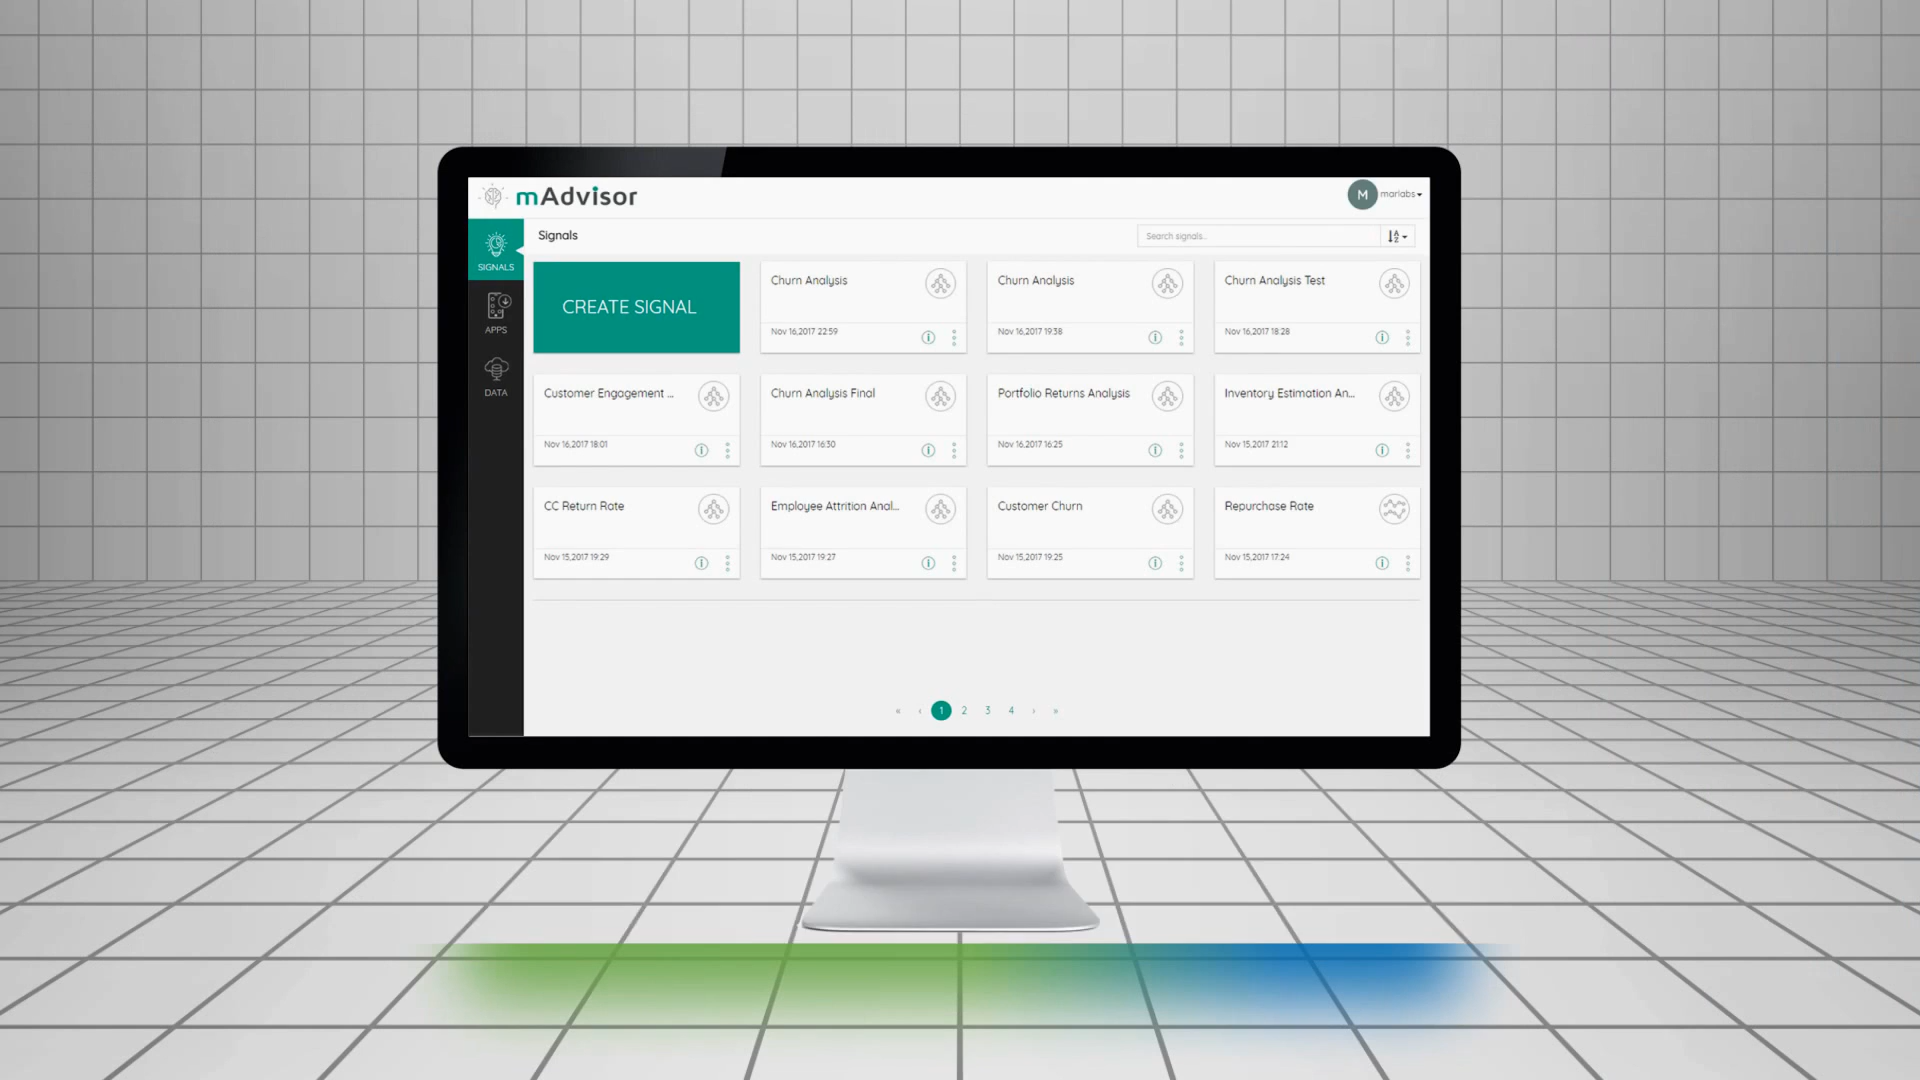 mAdvisor
M marlabs
SIGNALS
APPS
DATA
Signals
Search signals..
CREATE SIGNAL
Churn Analysis
Nov 16,2017 22:59
Churn Analysis
Nov 16,2017 19:38
Churn Analysis Test
Nov 16,2017 18:28
Customer Engagement ...
Nov 16,2017 18:01
Churn Analysis Final
Nov 16,2017 16:30
Portfolio Returns Analysis
Nov 16,2017 16:25
Inventory Estimation An...
Nov 15,2017 21:12
CC Return Rate
Nov 15,2017 19:29
Employee Attrition Anal...
Nov 15,2017 19:27
Customer Churn
Nov 15,2017 19:25
Repurchase Rate
Nov 15,2017 17:24
« ‹ 1 2 3 4 › »